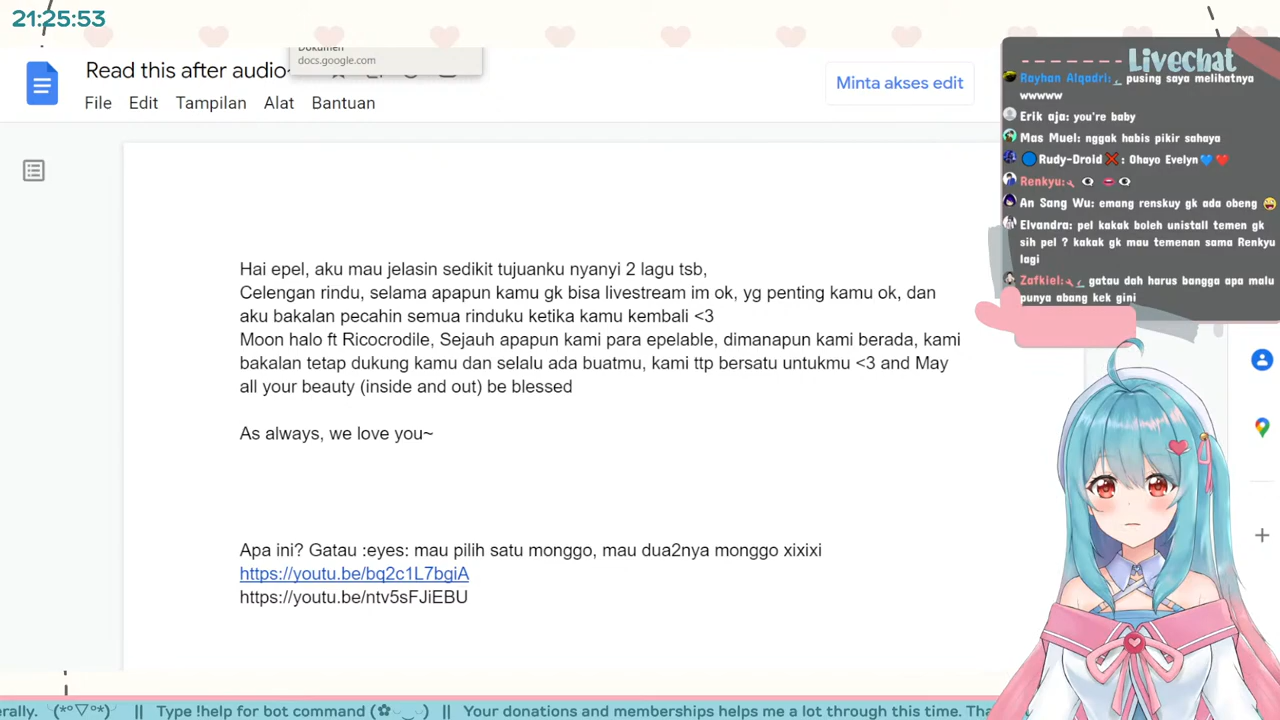 21:25:53
Dokumen
docs.google.com
Read this after audio~
File Edit Tampilan Alat Bantuan
Minta akses edit
Hai epel, aku mau jelasin sedikit tujuanku nyanyi 2 lagu tsb,
Celengan rindu, selama apapun kamu gk bisa livestream im ok, yg penting kamu ok, dan
aku bakalan pecahin semua rinduku ketika kamu kembali <3
Moon halo ft Ricocrodile, Sejauh apapun kami para epelable, dimanapun kami berada, kami
bakalan tetap dukung kamu dan selalu ada buatmu, kami ttp bersatu untukmu <3 and May
all your beauty (inside and out) be blessed
As always, we love you~
Apa ini? Gatau :eyes: mau pilih satu monggo, mau dua2nya monggo xixixi
https://youtu.be/bq2c1L7bgiA
https://youtu.be/ntv5sFJiEBU
Livechat
Rayhan Alqadri: pusing saya melihatnya
wwwww
Erik aja: you're baby
Mas Muel: nggak habis pikir sahaya
Rudy-Droid❌: Ohayo Evelyn💙❤️
Renkyu: 👁️👄👁️
An Sang Wu: emang renskuy gk ada obeng 😜
Elvandra: pel kakak boleh unistall temen gk
sih pel ? kakak gk mau temenan sama Renkyu
lagi
Zafkiel: gatau dah harus bangga apa malu
punya abang kek gini
erally. (*°▽°*) || Type !help for bot command (✿◡‿◡) || Your donations and memberships helps me a lot through this time. Tha